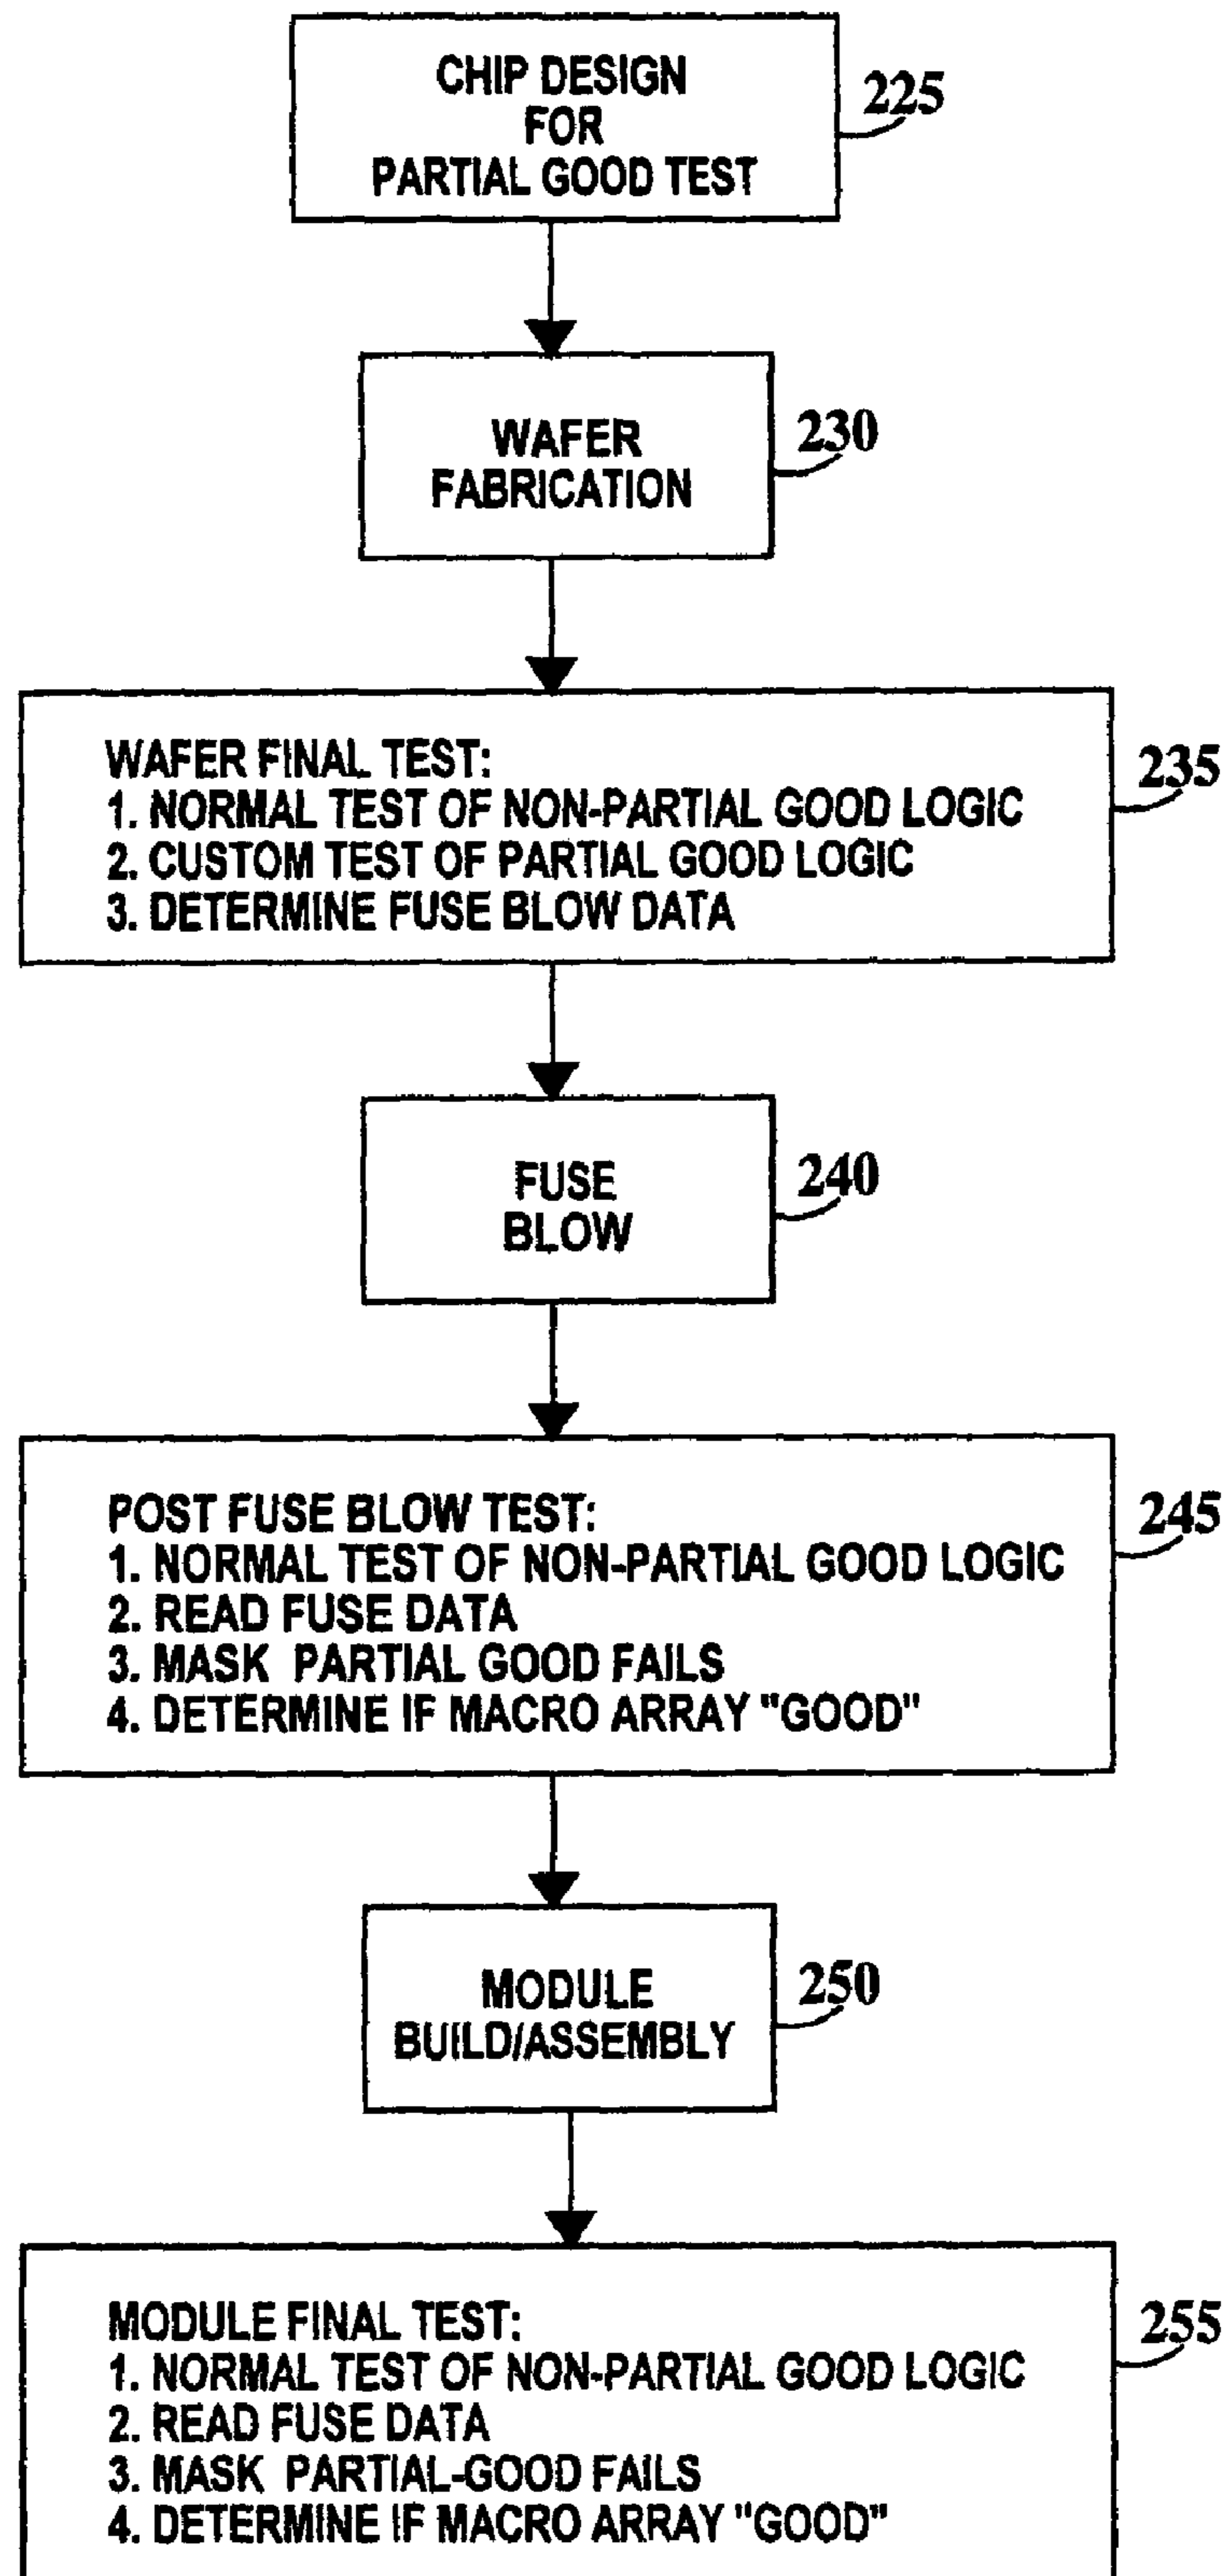 CHIP DESIGN
FOR
PARTIAL GOOD TEST
225
WAFER
FABRICATION
230
WAFER FINAL TEST:
1. NORMAL TEST OF NON-PARTIAL GOOD LOGIC
2. CUSTOM TEST OF PARTIAL GOOD LOGIC
3. DETERMINE FUSE BLOW DATA
235
FUSE
BLOW
240
POST FUSE BLOW TEST:
1. NORMAL TEST OF NON-PARTIAL GOOD LOGIC
2. READ FUSE DATA
3. MASK PARTIAL GOOD FAILS
4. DETERMINE IF MACRO ARRAY "GOOD"
245
MODULE
BUILD/ASSEMBLY
250
MODULE FINAL TEST:
1. NORMAL TEST OF NON-PARTIAL GOOD LOGIC
2. READ FUSE DATA
3. MASK PARTIAL-GOOD FAILS
4. DETERMINE IF MACRO ARRAY "GOOD"
255